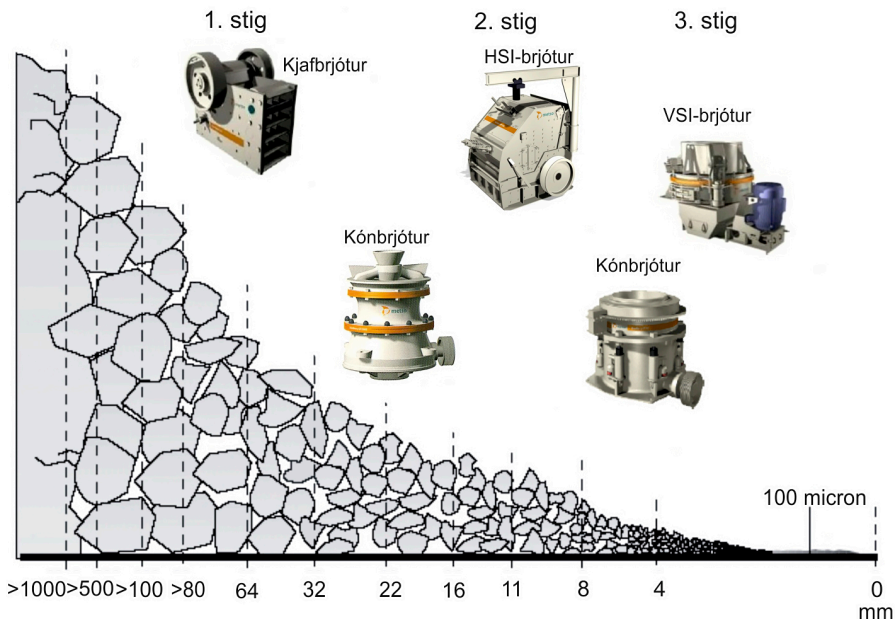 1. stig
2. stig
3. stig
Kjafbrjótur
HSI-brjótur
VSI-brjótur
Kónbrjótur
Kónbrjótur
100 micron
>1000 >500 >100 >80 64 32 22 16 11 8 4 0
mm